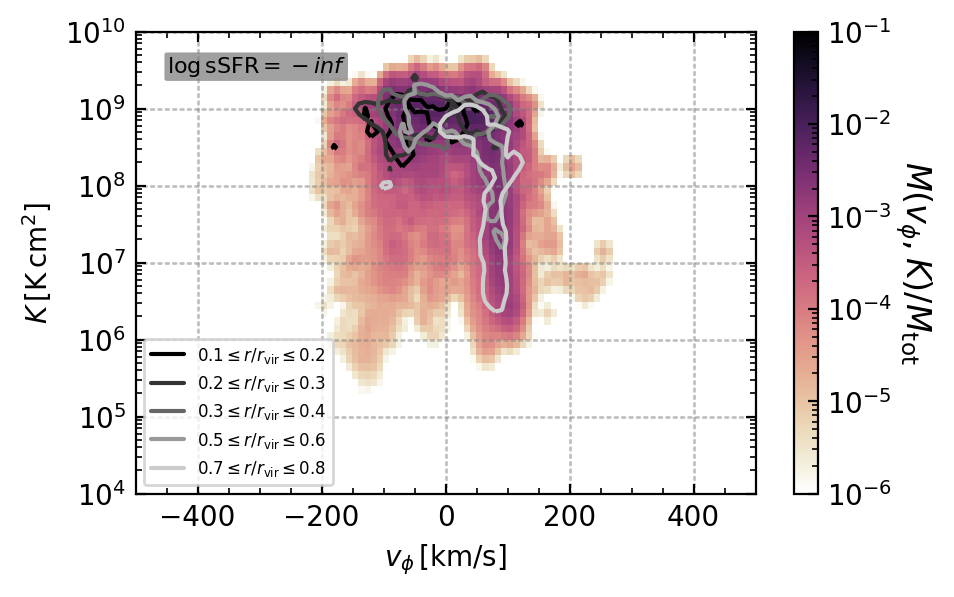 10^10
10^9
10^8
10^7
10^6
10^5
10^4
K [K cm^2]
log sSFR = −inf
0.1 ≤ r/r_vir ≤ 0.2
0.2 ≤ r/r_vir ≤ 0.3
0.3 ≤ r/r_vir ≤ 0.4
0.5 ≤ r/r_vir ≤ 0.6
0.7 ≤ r/r_vir ≤ 0.8
−400 −200 0 200 400
v_ϕ [km/s]
10^−1
10^−2
10^−3
10^−4
10^−5
10^−6
M(v_ϕ, K)/M_tot